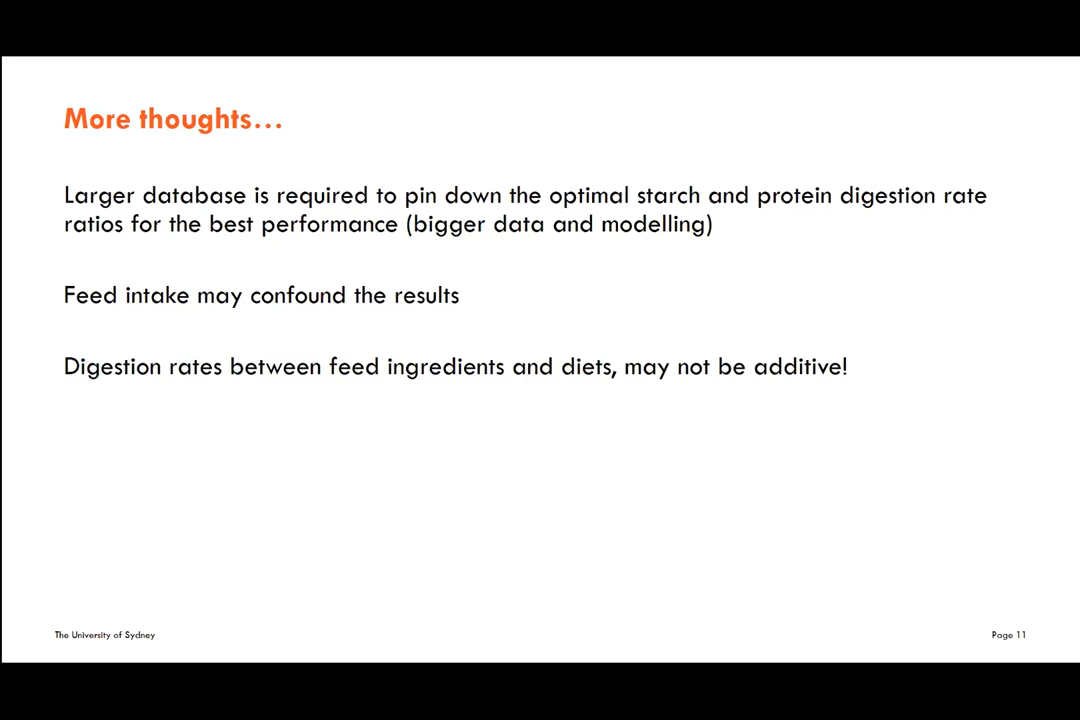 More thoughts…
Larger database is required to pin down the optimal starch and protein digestion rate
ratios for the best performance (bigger data and modelling)
Feed intake may confound the results
Digestion rates between feed ingredients and diets, may not be additive!
The University of Sydney
Page 11